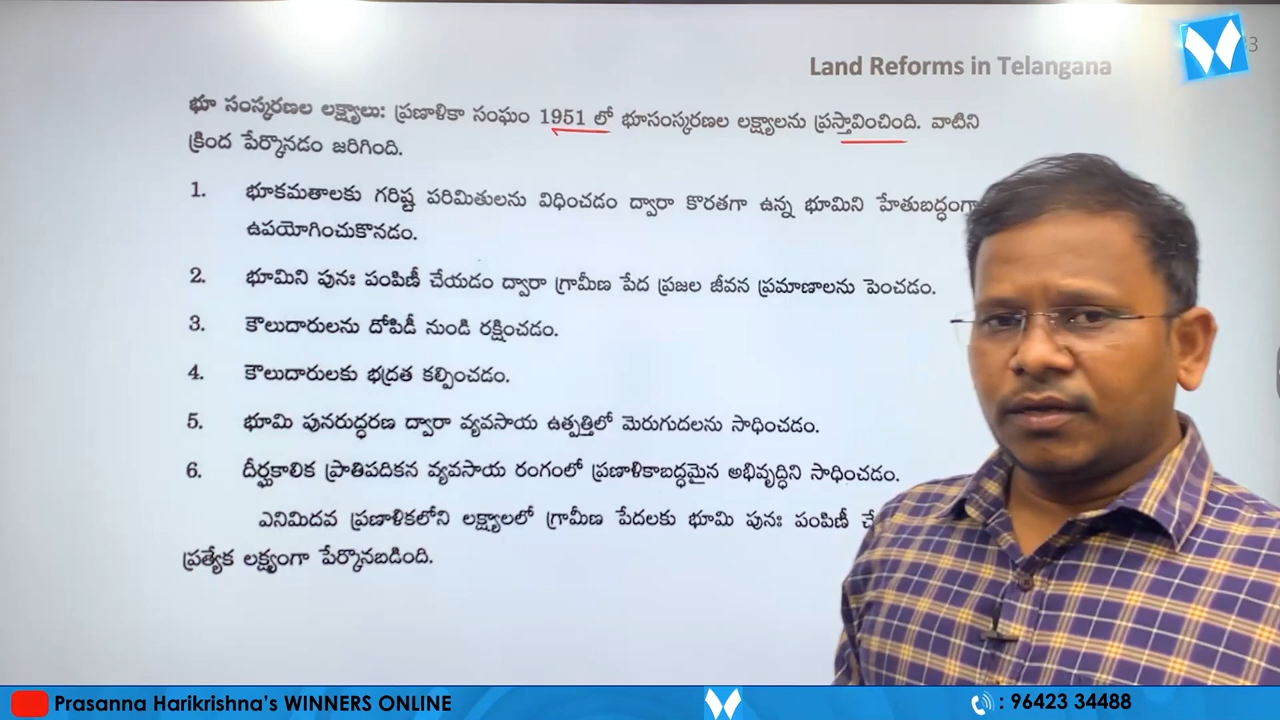 3
Land Reforms in Telangana
భూ సంస్కరణల లక్ష్యాలు: ప్రణాళికా సంఘం 1951 లో భూసంస్కరణల లక్ష్యాలను ప్రస్తావించింది. వాటిని
క్రింద పేర్కొనడం జరిగింది.
1. భూకమతాలకు గరిష్ట పరిమితులను విధించడం ద్వారా కొరతగా ఉన్న భూమిని హేతుబద్ధంగా
ఉపయోగించుకొనడం.
2. భూమిని పునః పంపిణీ చేయడం ద్వారా గ్రామీణ పేద ప్రజల జీవన ప్రమాణాలను పెంచడం.
3. కౌలుదారులను దోపిడీ నుండి రక్షించడం.
4. కౌలుదారులకు భద్రత కల్పించడం.
5. భూమి పునరుద్ధరణ ద్వారా వ్యవసాయ ఉత్పత్తిలో మెరుగుదలను సాధించడం.
6. దీర్ఘకాలిక ప్రాతిపదికన వ్యవసాయ రంగంలో ప్రణాళికాబద్ధమైన అభివృద్ధిని సాధించడం.
ఎనిమిదవ ప్రణాళికలోని లక్ష్యాలలో గ్రామీణ పేదలకు భూమి పునః పంపిణీ
ప్రత్యేక లక్ష్యంగా పేర్కొనబడింది.
Prasanna Harikrishna's WINNERS ONLINE
: 96423 34488